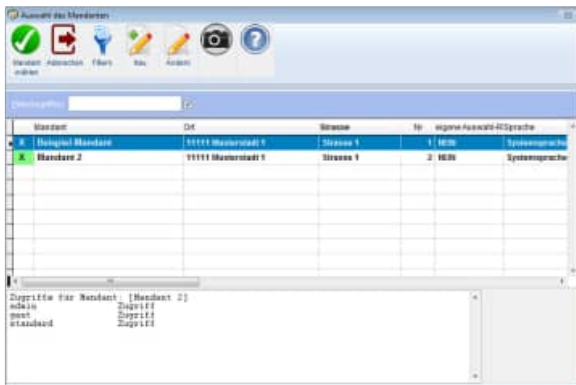 Auswahl des Mandanten
Mandant wählen Abbrechen Filtern Neu Ändern
Mandant Ort Strasse Nr eigene Auswahl-R Sprache
X Beispiel-Mandant 11111 Musterstadt 1 Strasse 1 1 NEIN Systemsprache
X Mandant 2 11111 Musterstadt 1 Strasse 1 2 NEIN Systemsprache
Zugriffe für Mandant: [Mandant 2]
admin Zugriff
gast Zugriff
standard Zugriff